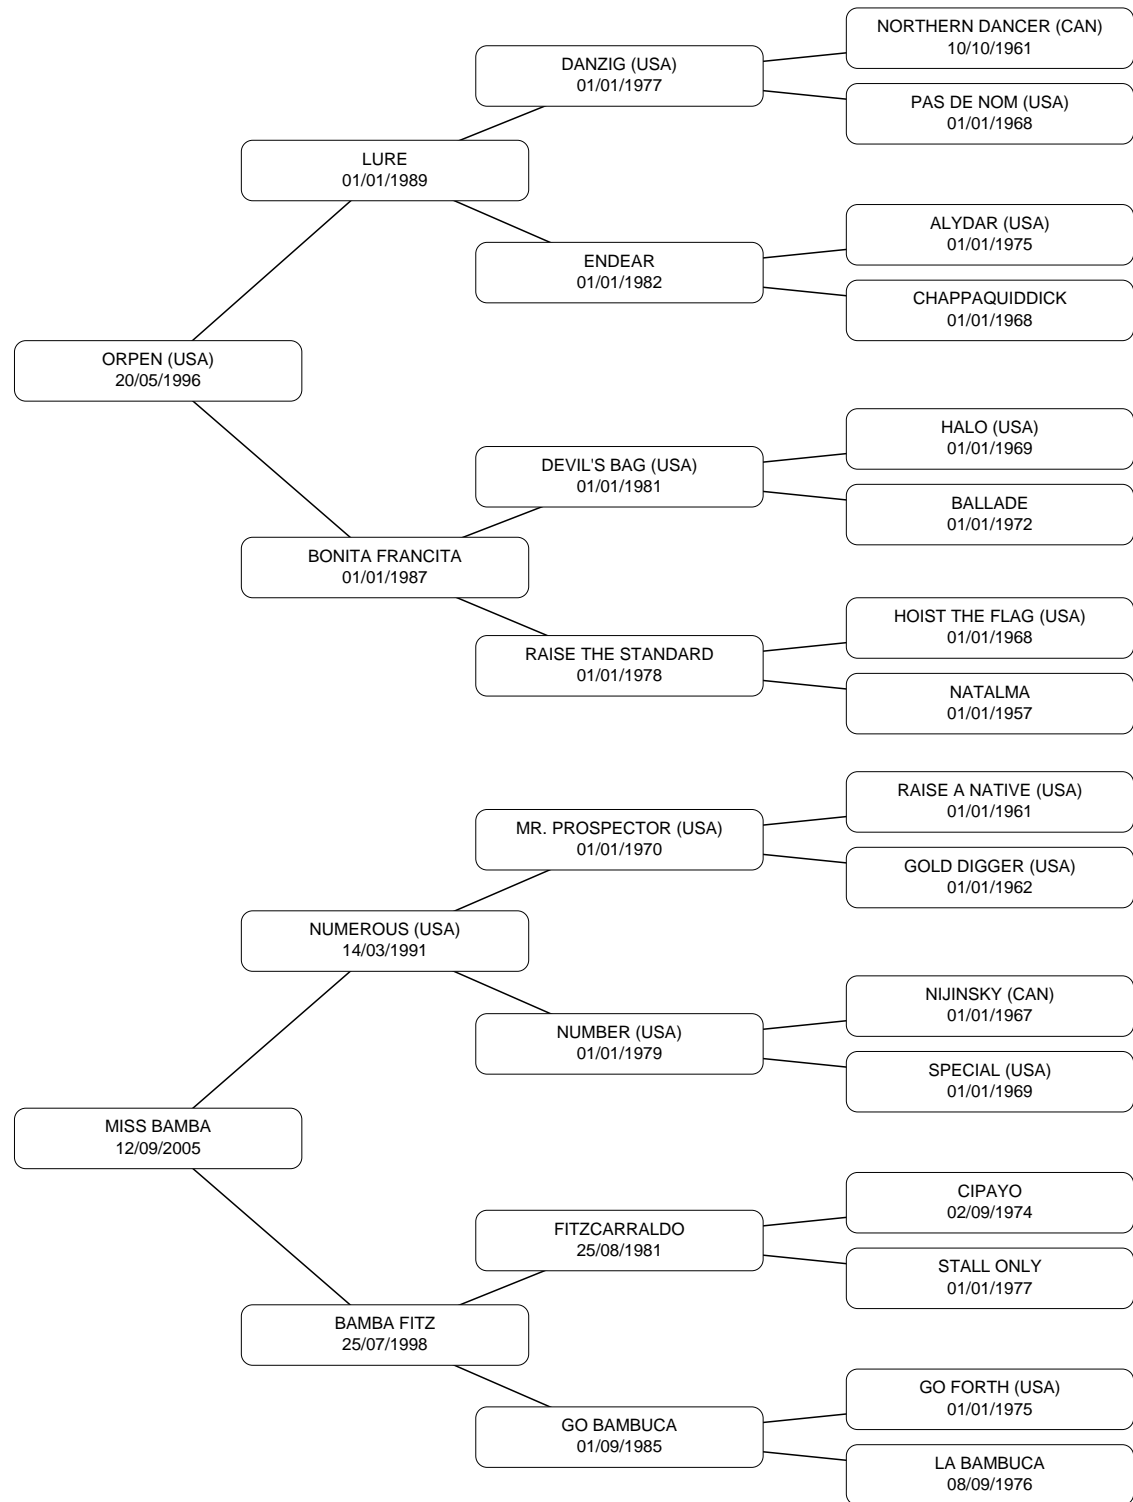 NORTHERN DANCER (CAN)
10/10/1961
DANZIG (USA)
01/01/1977
PAS DE NOM (USA)
01/01/1968
LURE
01/01/1989
ALYDAR (USA)
01/01/1975
ENDEAR
01/01/1982
CHAPPAQUIDDICK
01/01/1968
ORPEN (USA)
20/05/1996
HALO (USA)
01/01/1969
DEVIL'S BAG (USA)
01/01/1981
BALLADE
01/01/1972
BONITA FRANCITA
01/01/1987
HOIST THE FLAG (USA)
01/01/1968
RAISE THE STANDARD
01/01/1978
NATALMA
01/01/1957
RAISE A NATIVE (USA)
01/01/1961
MR. PROSPECTOR (USA)
01/01/1970
GOLD DIGGER (USA)
01/01/1962
NUMEROUS (USA)
14/03/1991
NIJINSKY (CAN)
01/01/1967
NUMBER (USA)
01/01/1979
SPECIAL (USA)
01/01/1969
MISS BAMBA
12/09/2005
CIPAYO
02/09/1974
FITZCARRALDO
25/08/1981
STALL ONLY
01/01/1977
BAMBA FITZ
25/07/1998
GO FORTH (USA)
01/01/1975
GO BAMBUCA
01/09/1985
LA BAMBUCA
08/09/1976